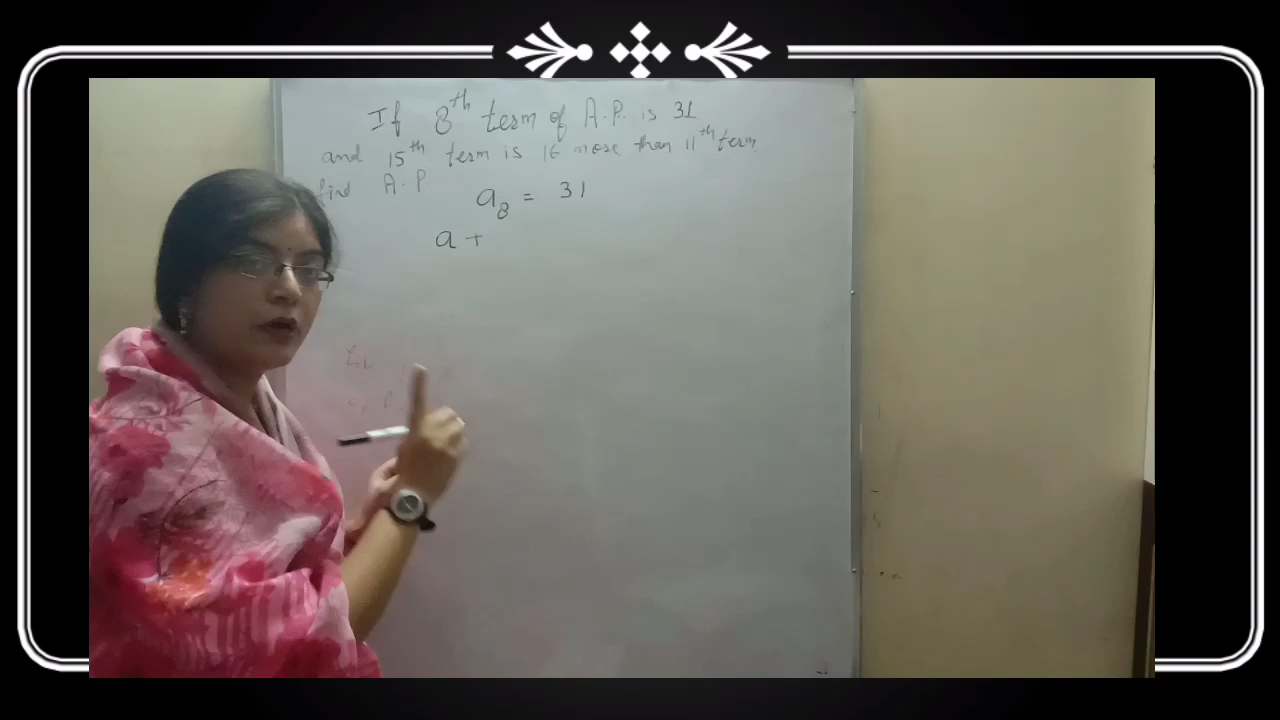 If 8th term of A.P. is 31
and 15th term is 16 more than 11th term
find A.P
a8 = 31
a +